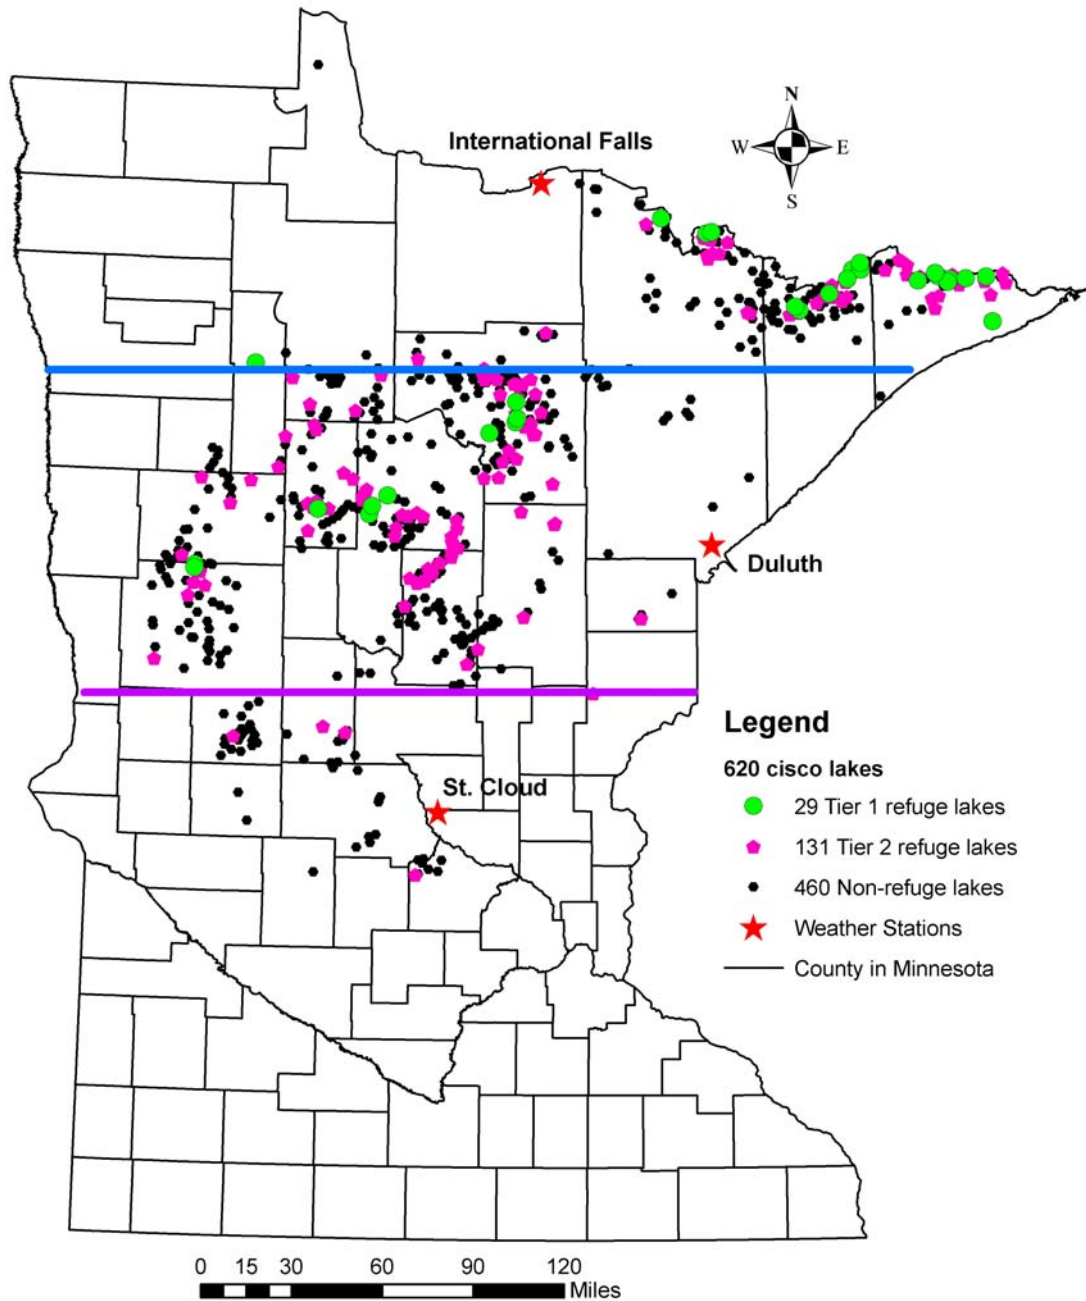 International Falls
N
W
E
S
Duluth
St. Cloud
Legend
620 cisco lakes
29 Tier 1 refuge lakes
131 Tier 2 refuge lakes
460 Non-refuge lakes
Weather Stations
County in Minnesota
0 15 30 60 90 120
Miles